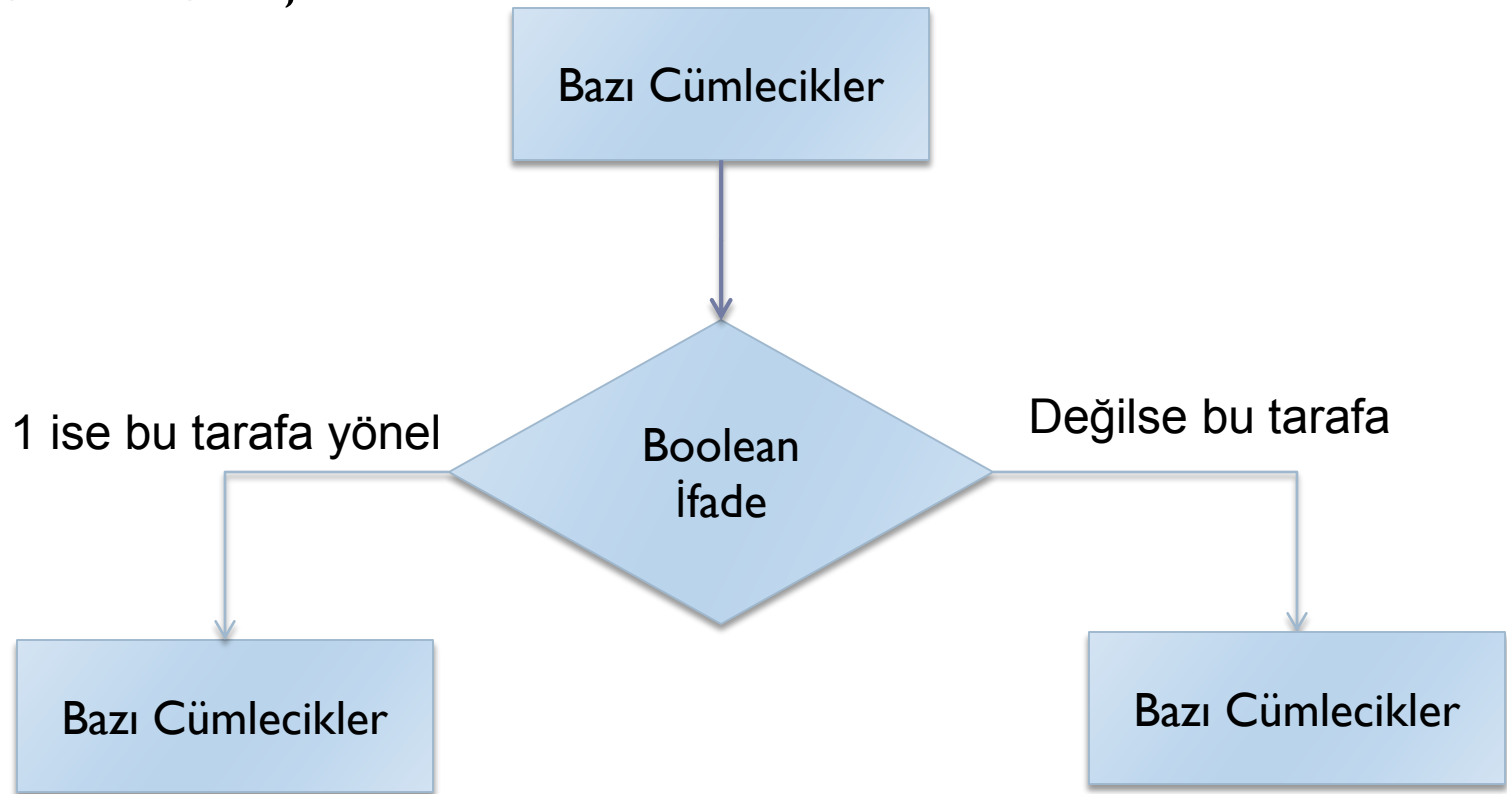 Bazı Cümlecikler
1 ise bu tarafa yönel
Değilse bu tarafa
Boolean
İfade
Bazı Cümlecikler
Bazı Cümlecikler